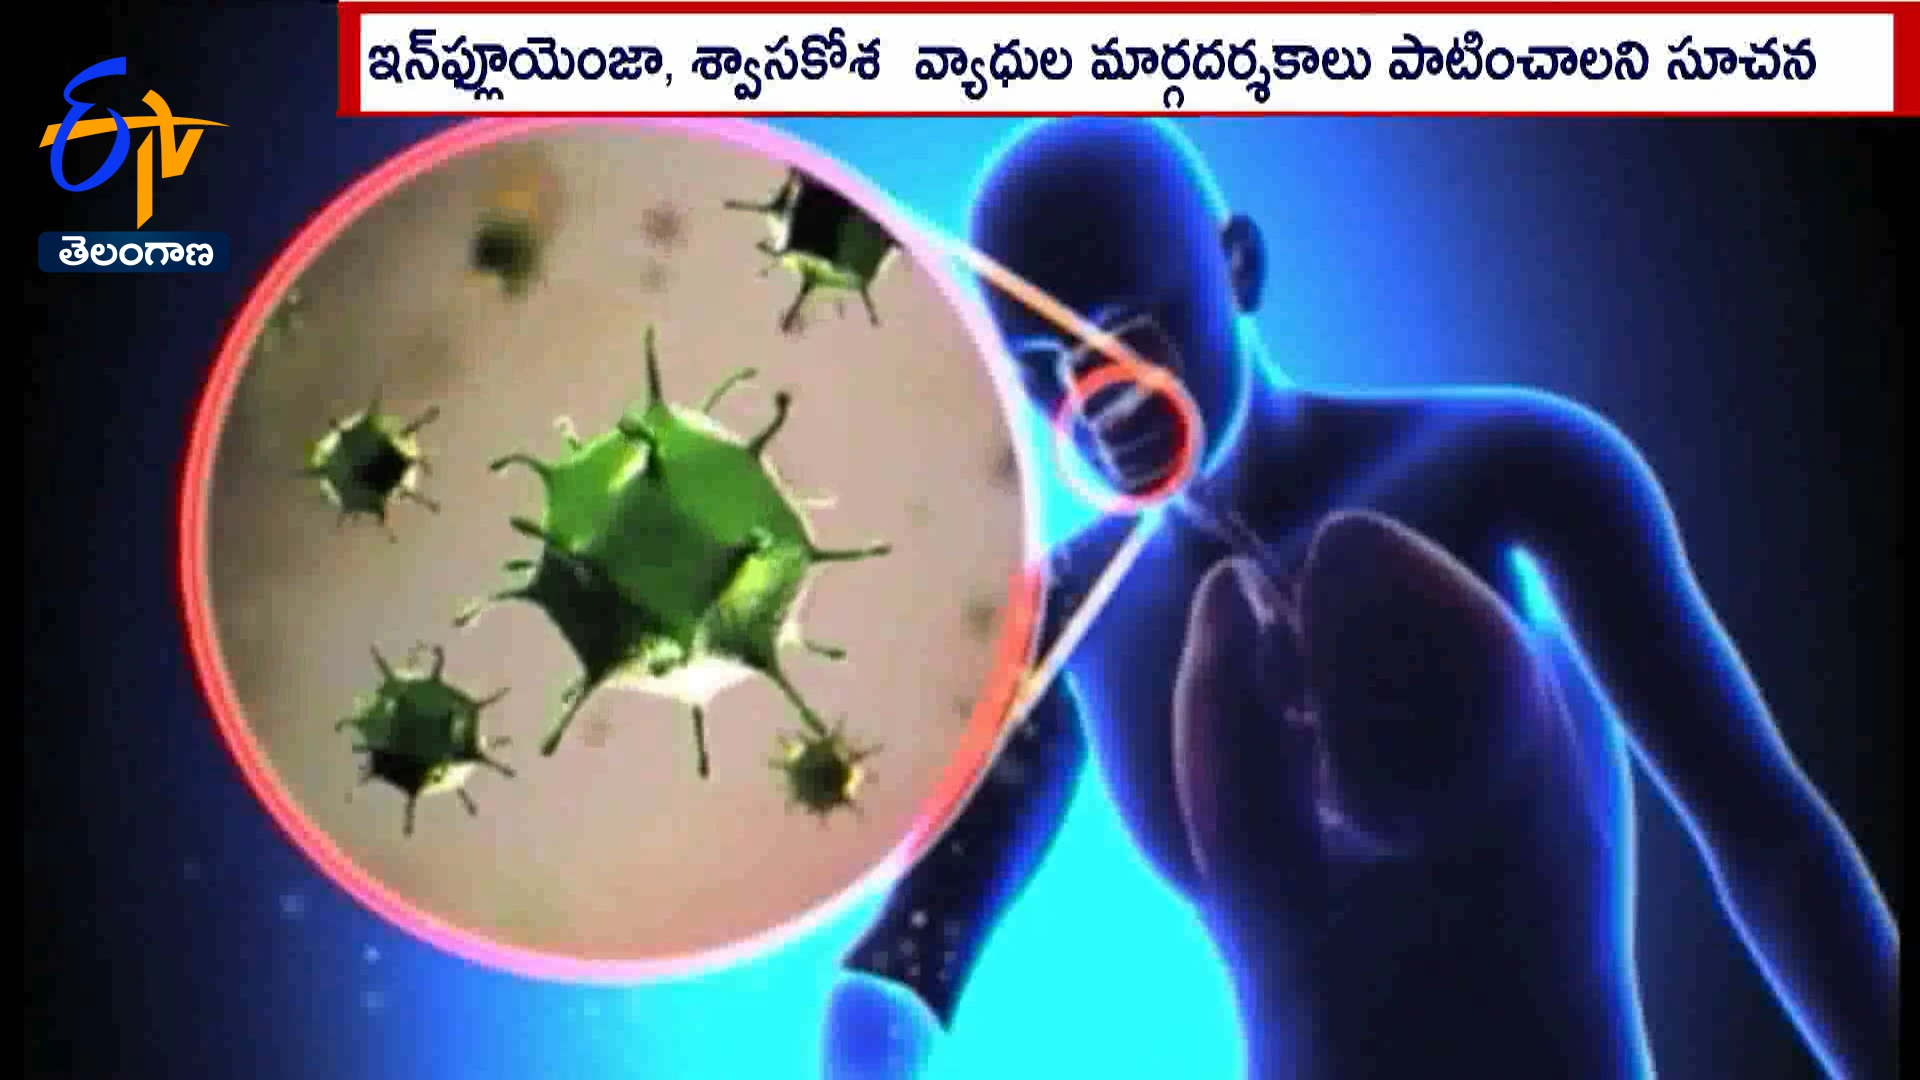 ఇన్‌ఫ్లూయెంజా, శ్వాసకోశ వ్యాధుల మార్గదర్శకాలు పాటించాలని సూచన
ETV
తెలంగాణ